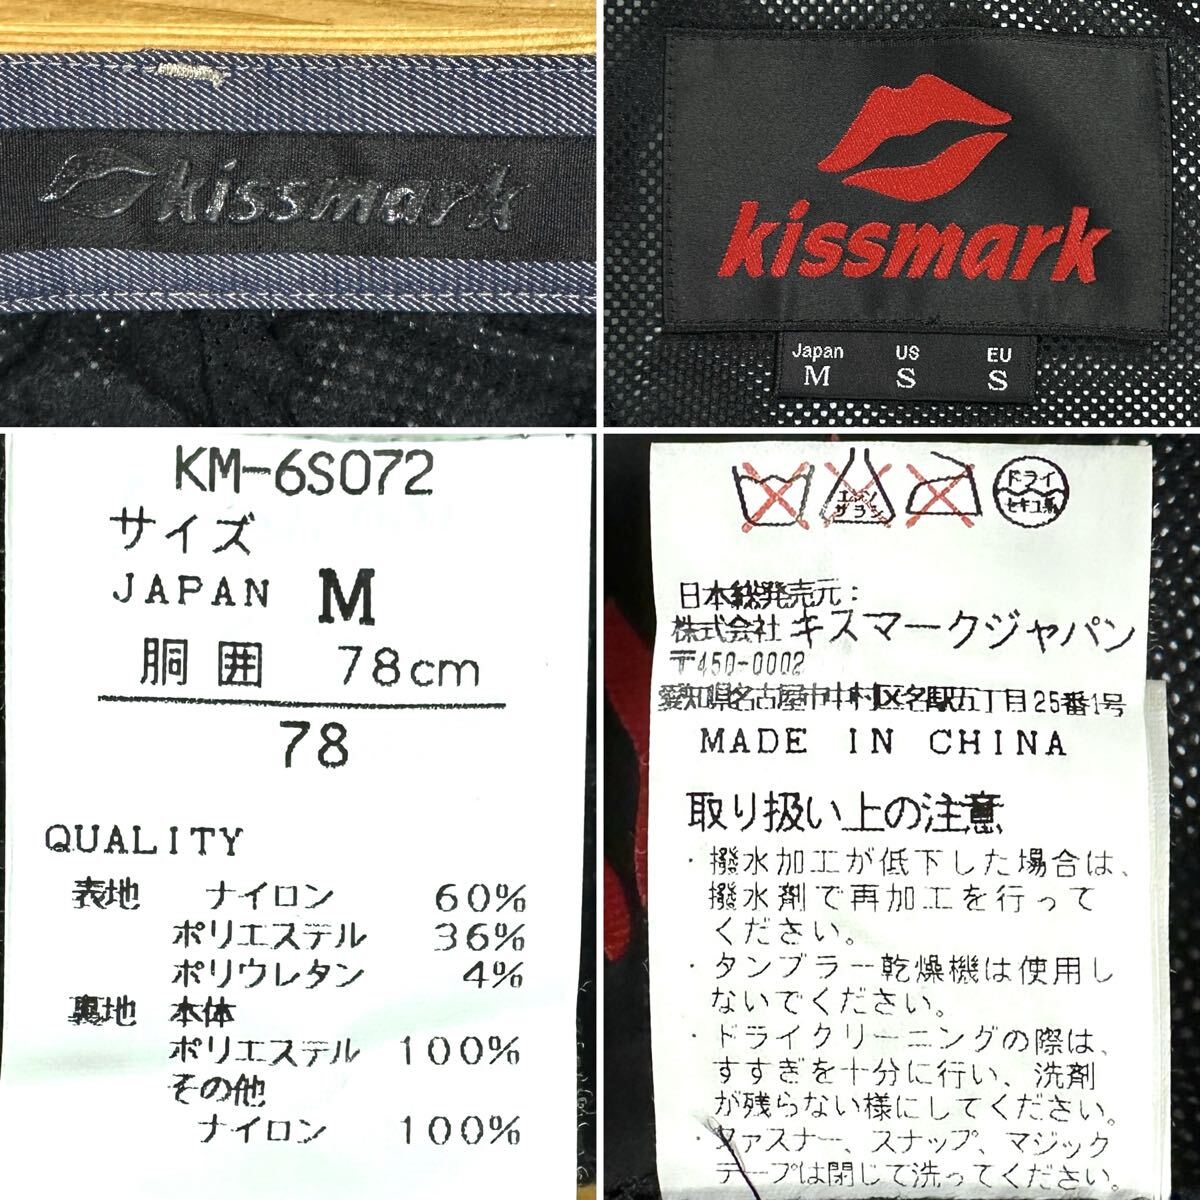 kissmark
kissmark
Japan US EU
M S S
KM-6S072
サイズ
JAPAN M
胴囲 78cm
78
QUALITY
表地 ナイロン 60%
ポリエステル 36%
ポリウレタン 4%
裏地 本体
ポリエステル 100%
その他
ナイロン 100%
エンソ
サラシ
ドライ
セキユ系
日本総発売元:
株式会社 キスマークジャパン
〒450-0002
愛知県名古屋市中村区名駅五丁目25番1号
MADE IN CHINA
取り扱い上の注意
・撥水加工が低下した場合は、
撥水剤で再加工を行って
ください。
・タンブラー乾燥機は使用し
ないでください。
・ドライクリーニングの際は、
すすぎを十分に行い、洗剤
が残らない様にしてください。
・ファスナー、スナップ、マジック
テープは閉じて洗ってください。